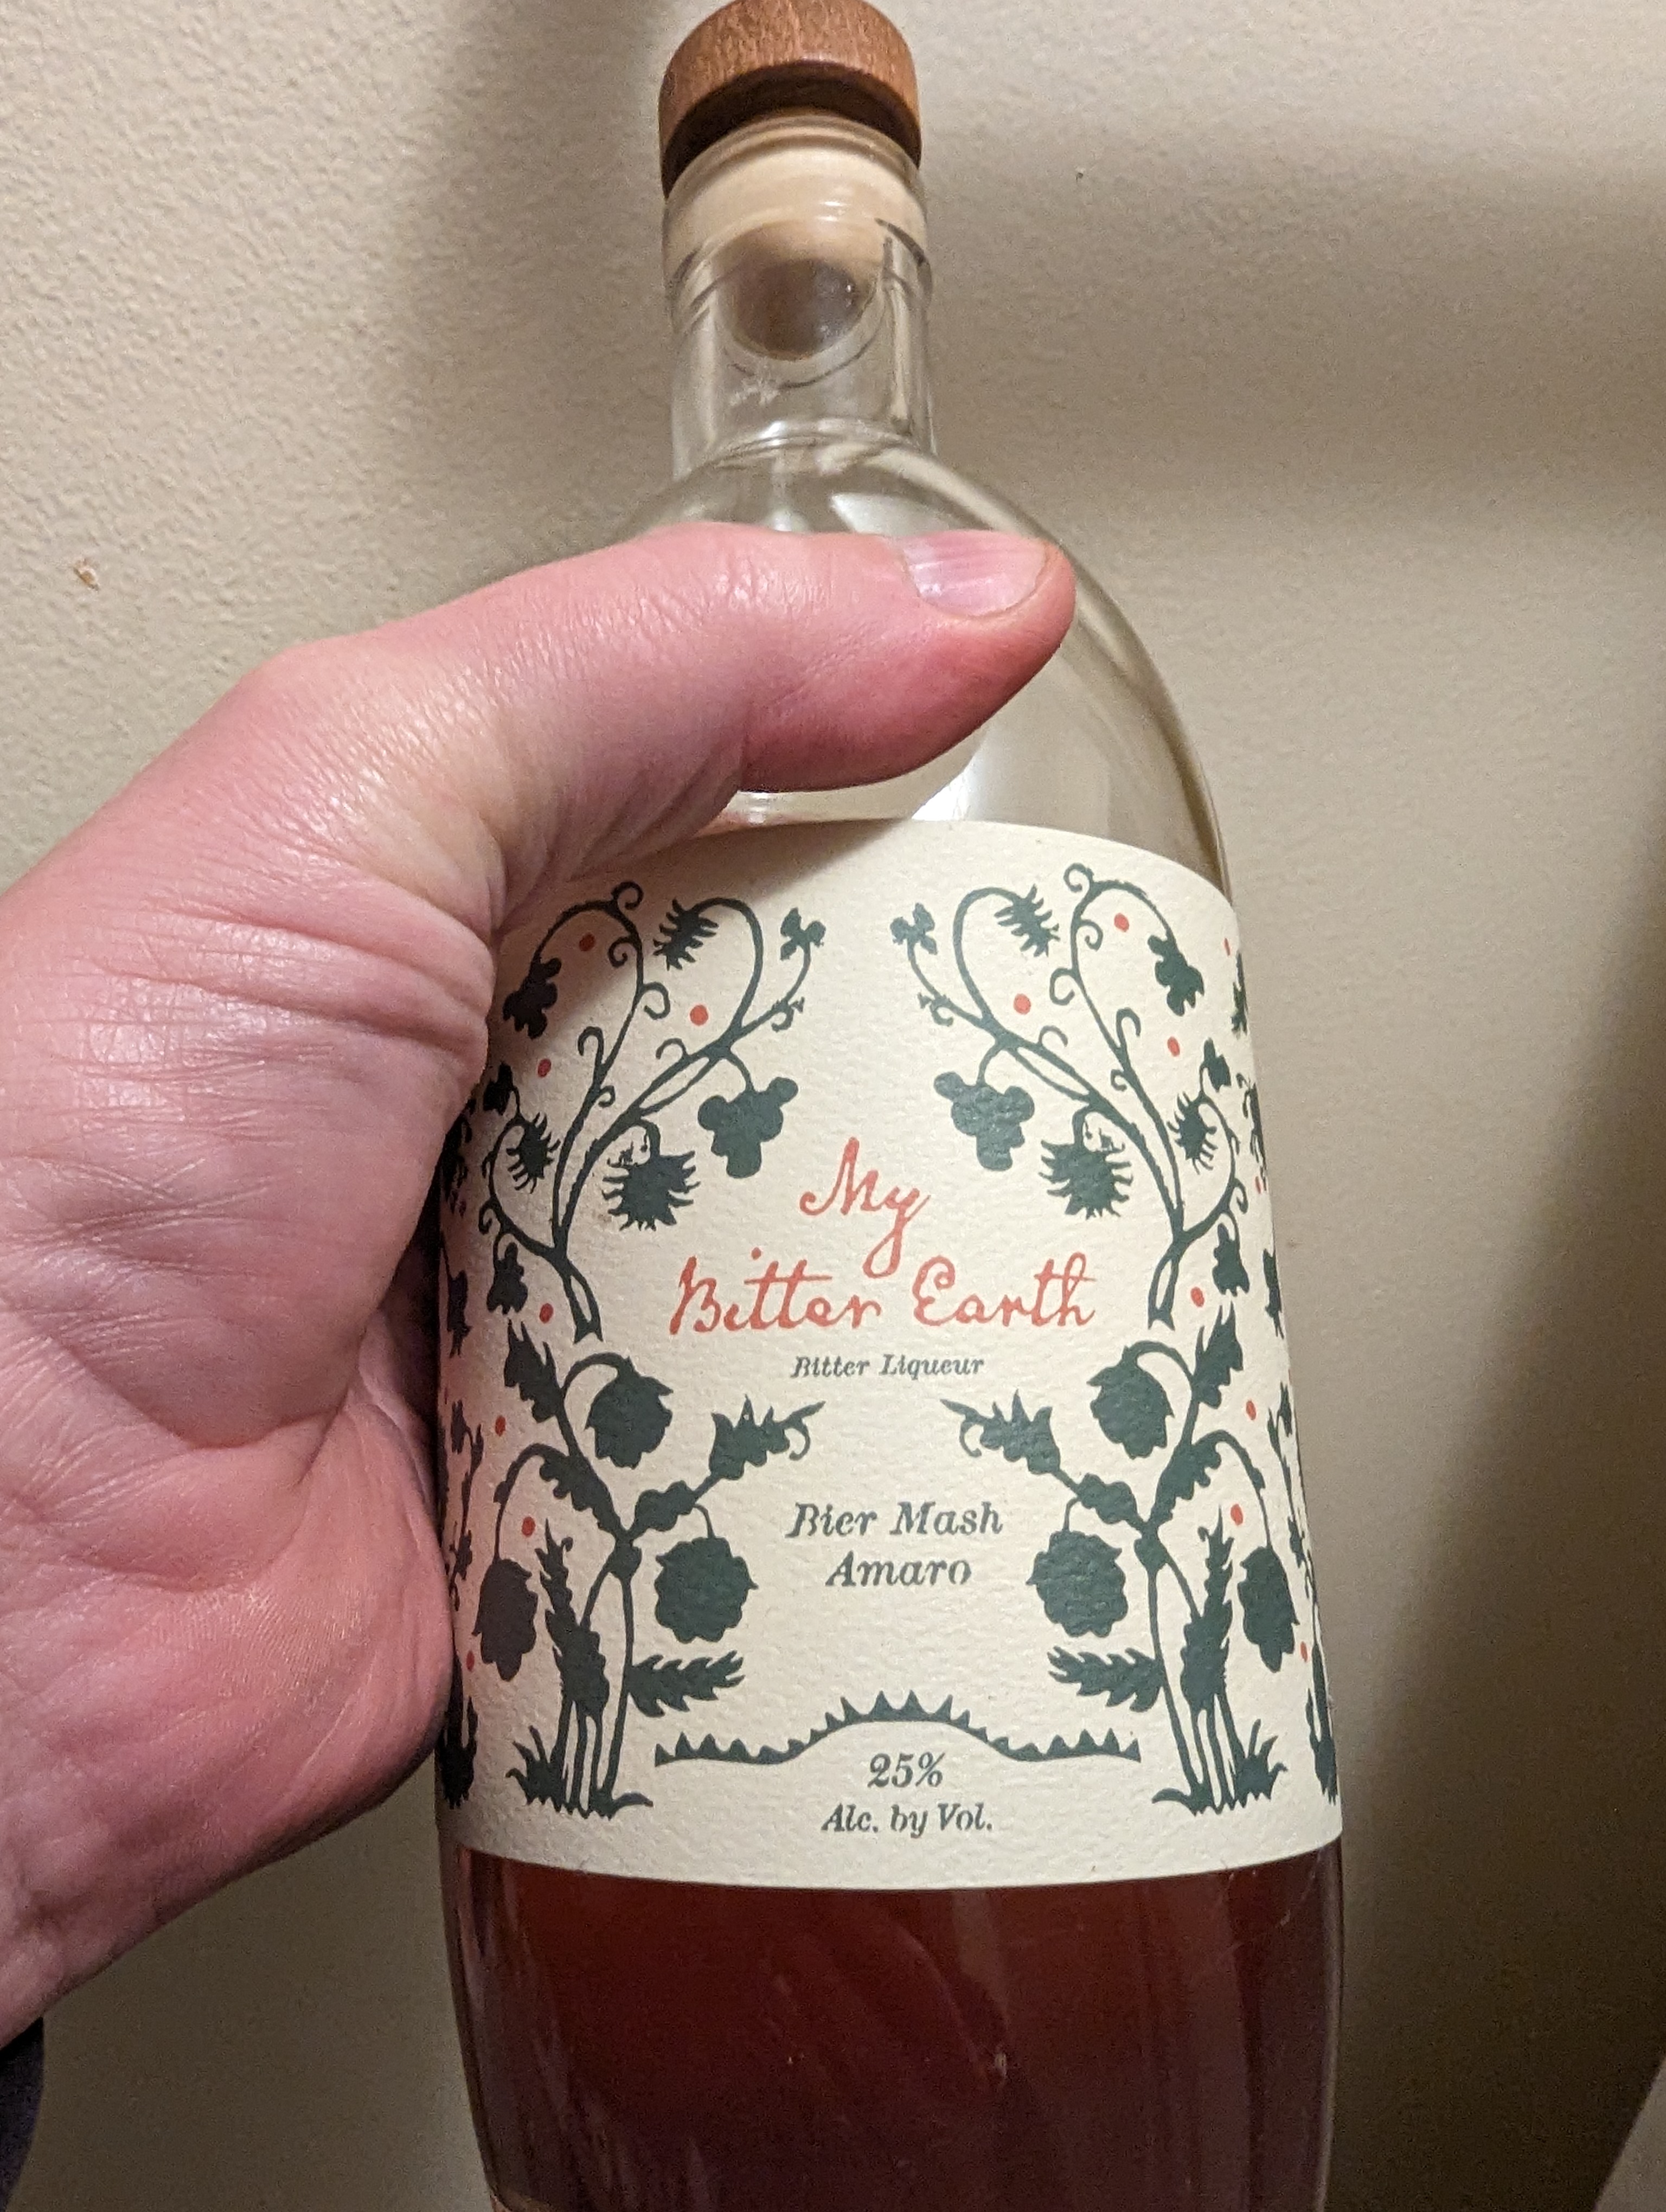 My
Bitter Earth
Bitter Liqueur
Bier Mash
Amaro
25%
Alc. by Vol.